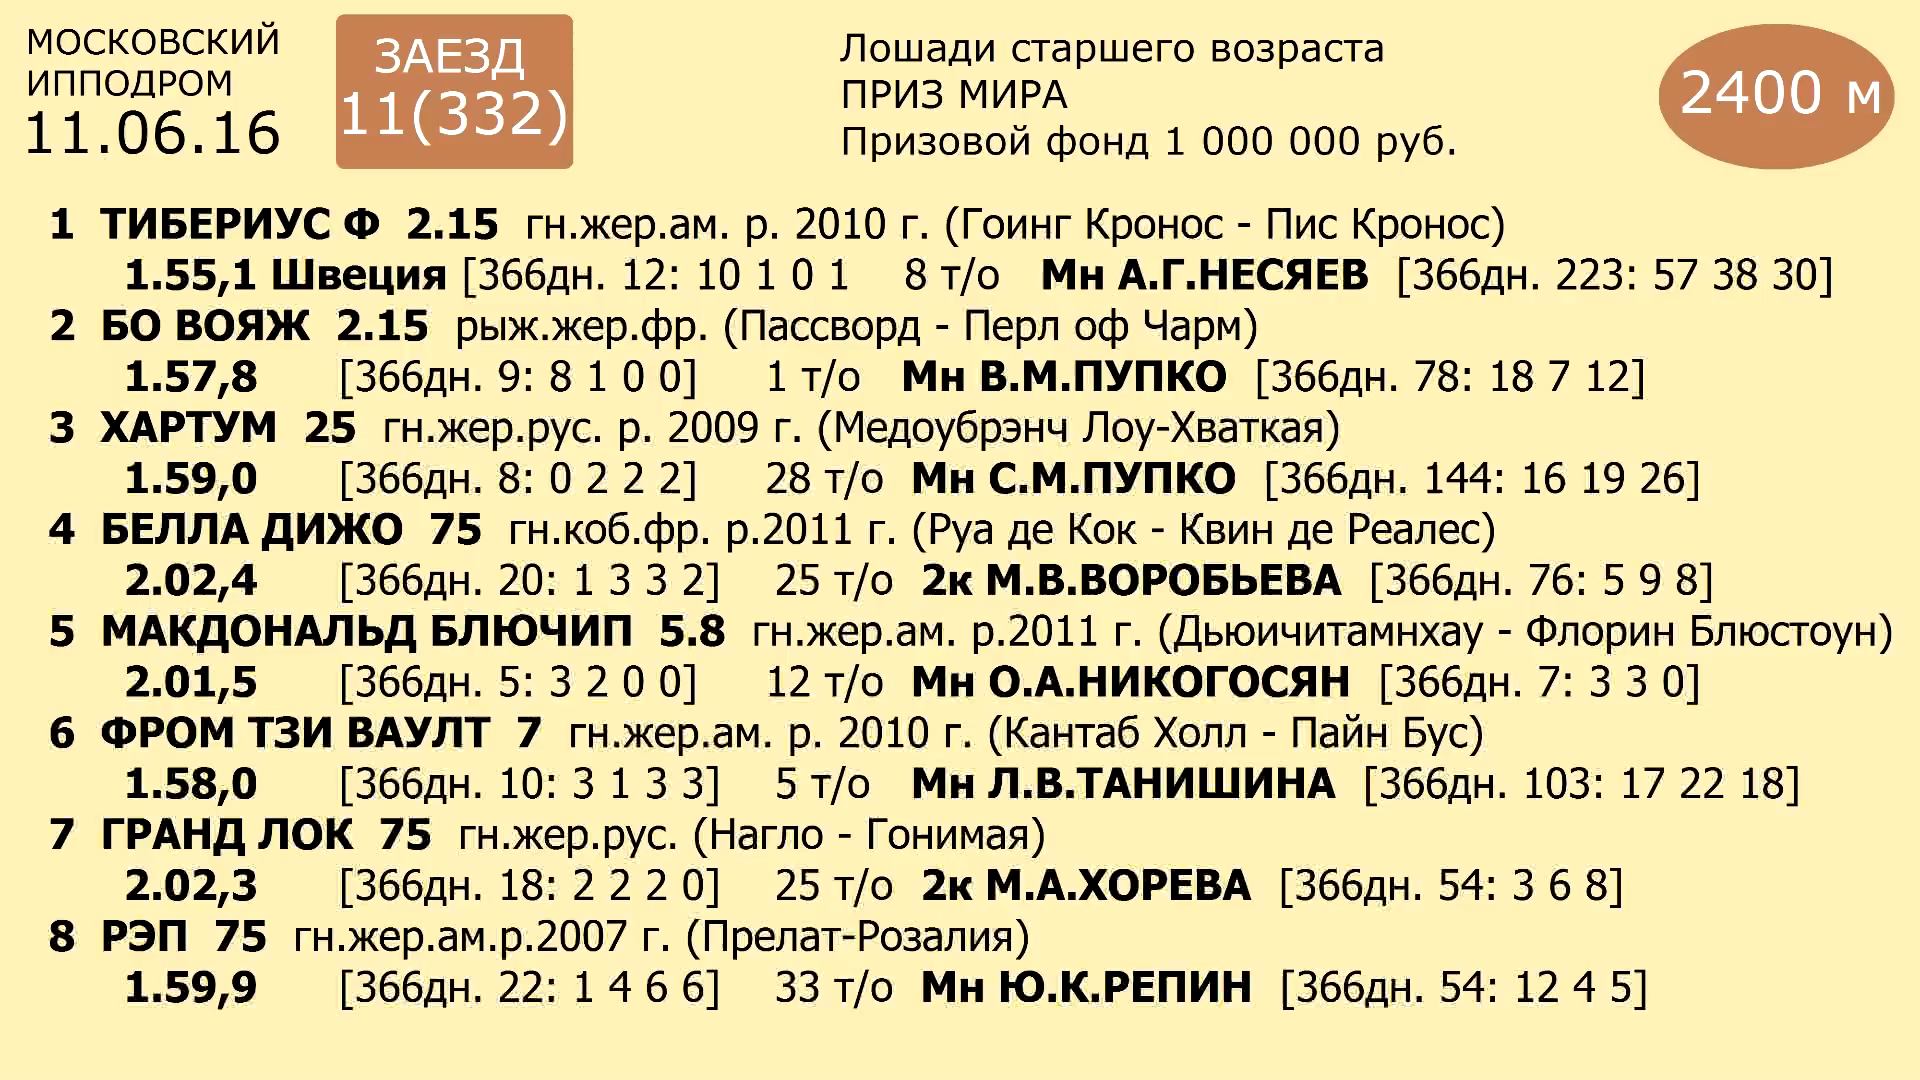 МОСКОВСКИЙ
ИППОДРОМ
11.06.16
ЗАЕЗД
11(332)
Лошади старшего возраста
ПРИЗ МИРА
Призовой фонд 1 000 000 руб.
2400 м
1 ТИБЕРИУС Ф 2.15 гн.жер.ам. р. 2010 г. (Гоинг Кронос - Пис Кронос)
1.55,1 Швеция [366дн. 12: 10 1 0 1 8 т/о Мн А.Г.НЕСЯЕВ [366дн. 223: 57 38 30]
2 БО ВОЯЖ 2.15 рыж.жер.фр. (Пассворд - Перл оф Чарм)
1.57,8 [366дн. 9: 8 1 0 0] 1 т/о Мн В.М.ПУПКО [366дн. 78: 18 7 12]
3 ХАРТУМ 25 гн.жер.рус. р. 2009 г. (Медоубрэнч Лоу-Хваткая)
1.59,0 [366дн. 8: 0 2 2 2] 28 т/о Мн С.М.ПУПКО [366дн. 144: 16 19 26]
4 БЕЛЛА ДИЖО 75 гн.коб.фр. р.2011 г. (Руа де Кок - Квин де Реалес)
2.02,4 [366дн. 20: 1 3 3 2] 25 т/о 2к М.В.ВОРОБЬЕВА [366дн. 76: 5 9 8]
5 МАКДОНАЛЬД БЛЮЧИП 5.8 гн.жер.ам. р.2011 г. (Дьюичитамнхау - Флорин Блюстоун)
2.01,5 [366дн. 5: 3 2 0 0] 12 т/о Мн О.А.НИКОГОСЯН [366дн. 7: 3 3 0]
6 ФРОМ ТЗИ ВАУЛТ 7 гн.жер.ам. р. 2010 г. (Кантаб Холл - Пайн Бус)
1.58,0 [366дн. 10: 3 1 3 3] 5 т/о Мн Л.В.ТАНИШИНА [366дн. 103: 17 22 18]
7 ГРАНД ЛОК 75 гн.жер.рус. (Нагло - Гонимая)
2.02,3 [366дн. 18: 2 2 2 0] 25 т/о 2к М.А.ХОРЕВА [366дн. 54: 3 6 8]
8 РЭП 75 гн.жер.ам.р.2007 г. (Прелат-Розалия)
1.59,9 [366дн. 22: 1 4 6 6] 33 т/о Мн Ю.К.РЕПИН [366дн. 54: 12 4 5]